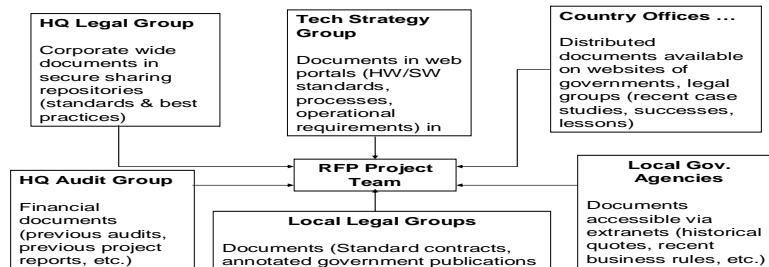 HQ Legal Group
Corporate wide
documents in
secure sharing
repositories
(standards & best
practices)
Tech Strategy
Group
Documents in web
portals (HW/SW
standards,
processes,
operational
requirements) in
Country Offices ...
Distributed
documents available
on websites of
governments, legal
groups (recent case
studies, successes,
lessons)
RFP Project
Team
HQ Audit Group
Financial
documents
(previous audits,
previous project
reports, etc.)
Local Legal Groups
Documents (Standard contracts,
annotated government publications
Local Gov.
Agencies
Documents
accessible via
extranets (historical
quotes, recent
business rules, etc.)